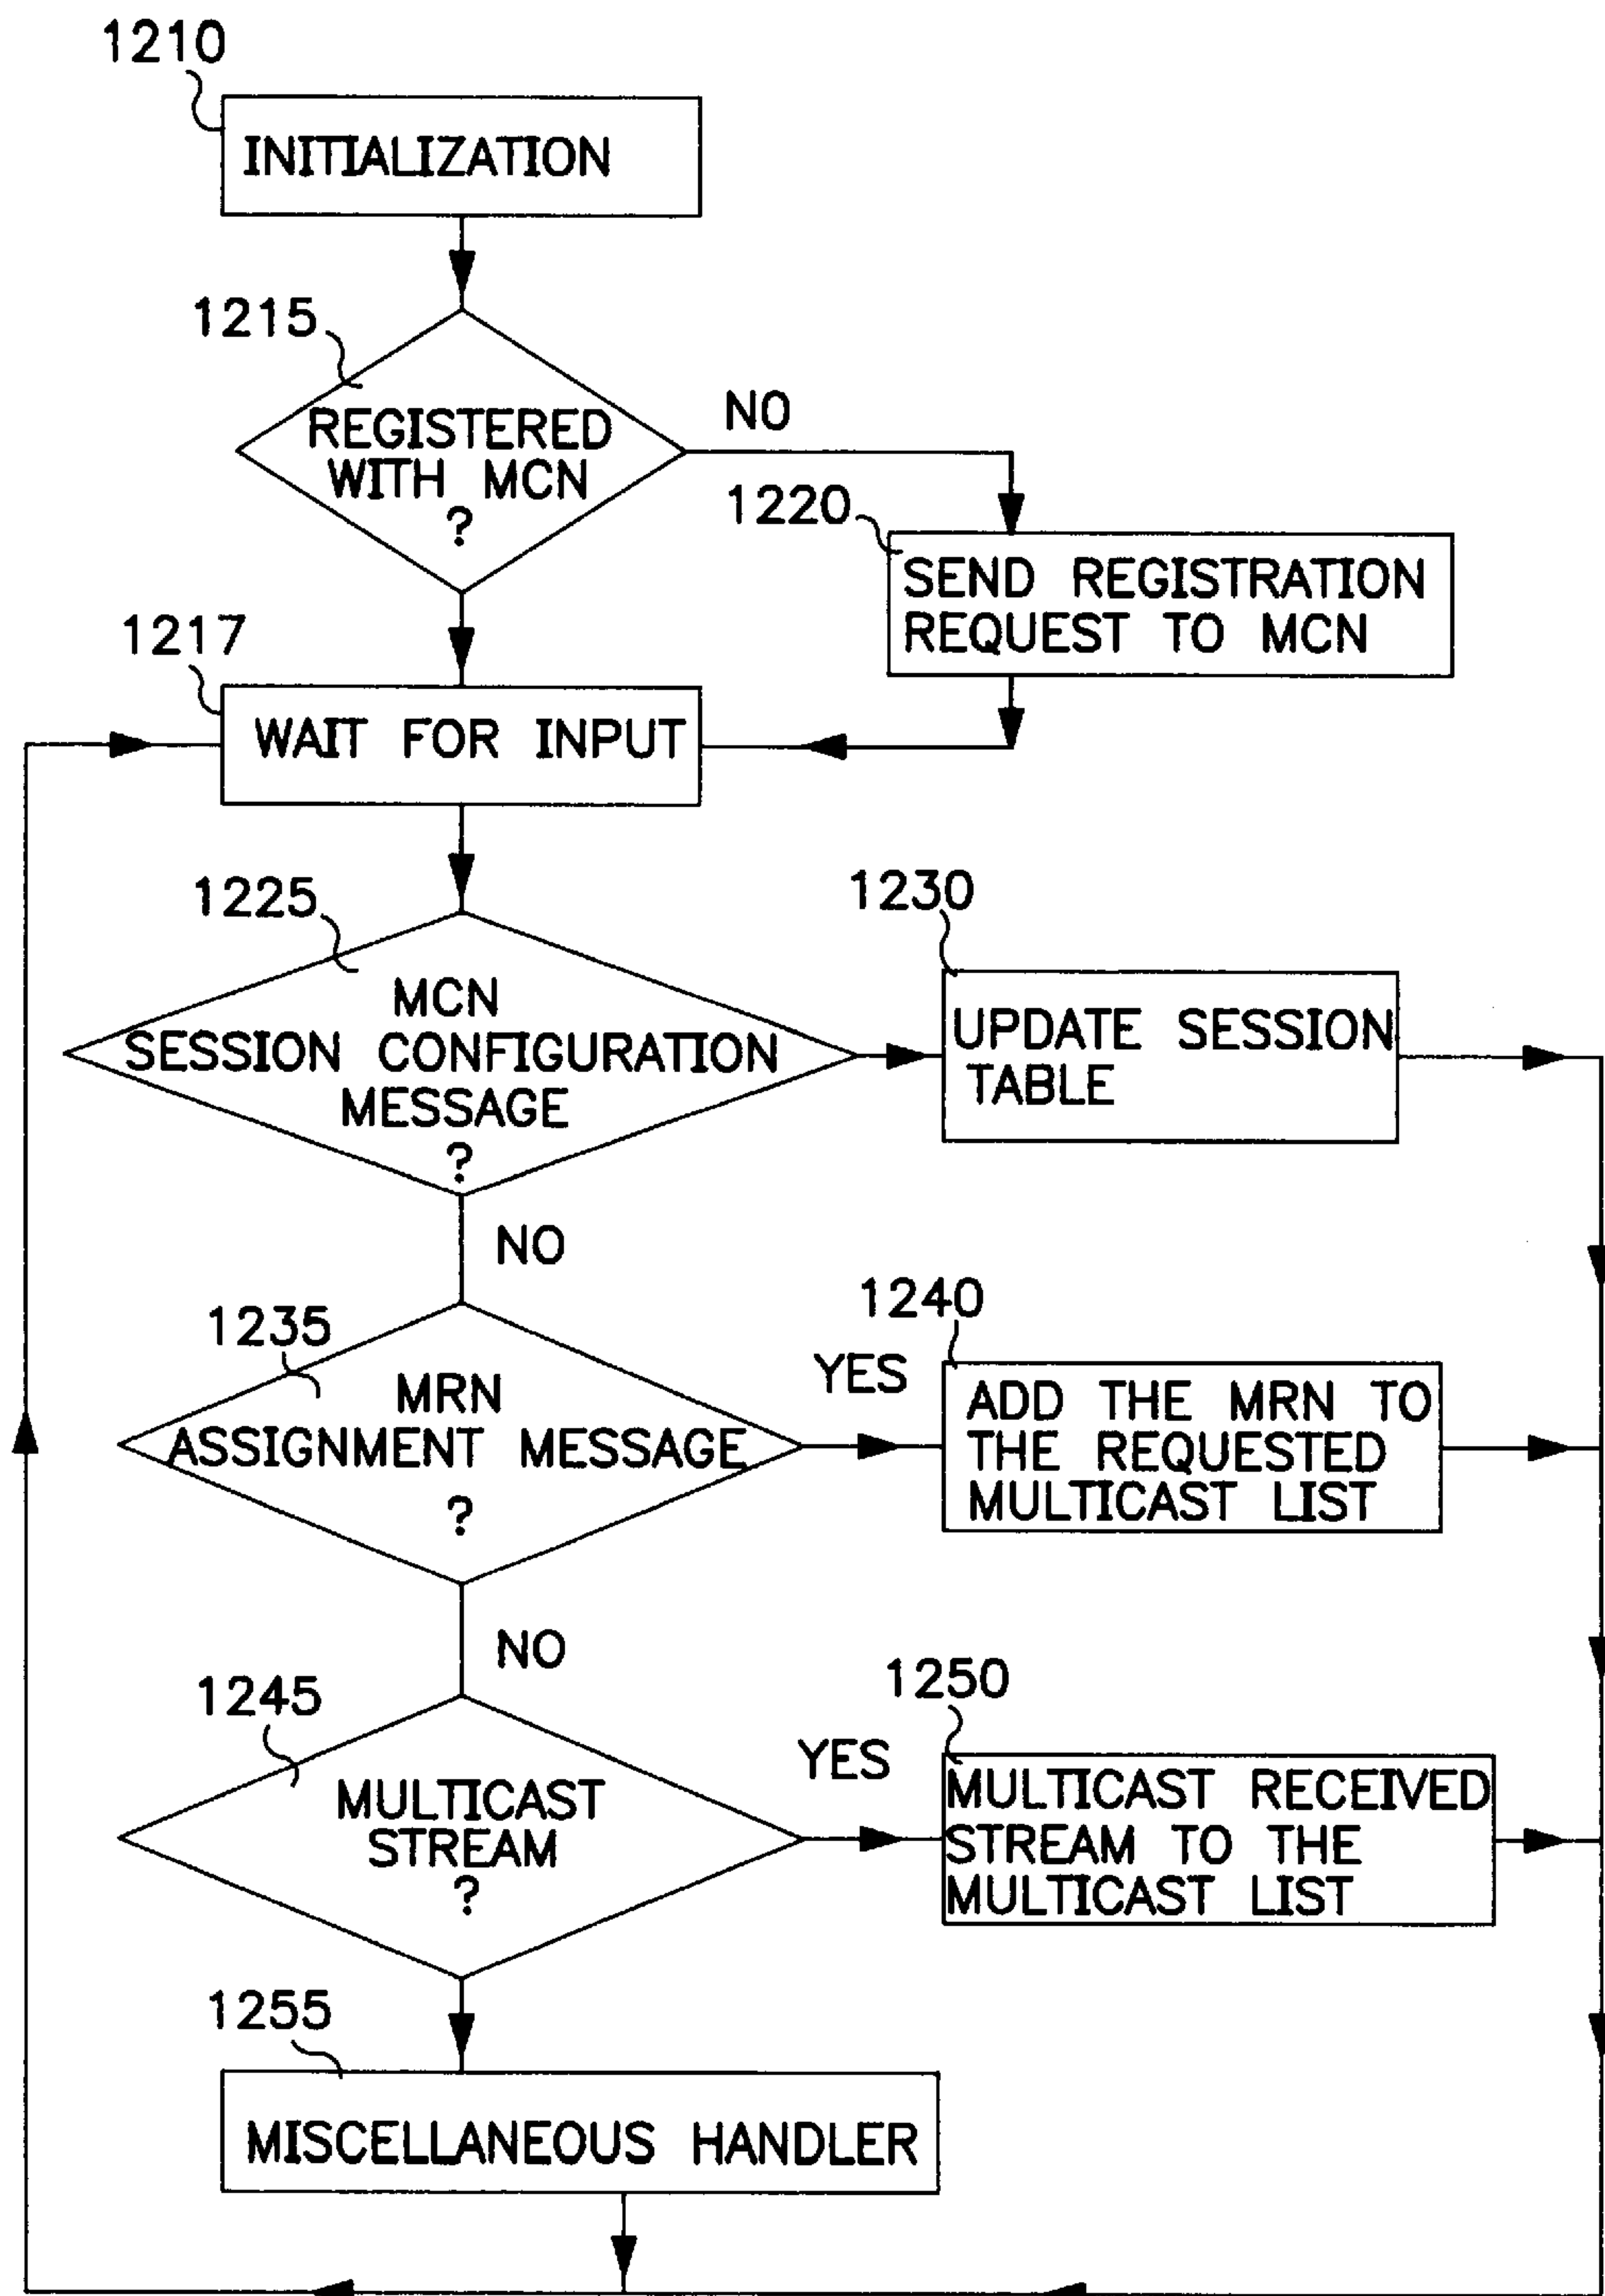 1210
INITIALIZATION
1215
REGISTERED
WITH MCN
?
NO
1220
SEND REGISTRATION
REQUEST TO MCN
1217
WAIT FOR INPUT
1225
MCN
SESSION CONFIGURATION
MESSAGE
?
1230
UPDATE SESSION
TABLE
NO
1235
MRN
ASSIGNMENT MESSAGE
?
YES
1240
ADD THE MRN TO
THE REQUESTED
MULTICAST LIST
NO
1245
MULTICAST
STREAM
?
YES
1250
MULTICAST RECEIVED
STREAM TO THE
MULTICAST LIST
1255
MISCELLANEOUS HANDLER